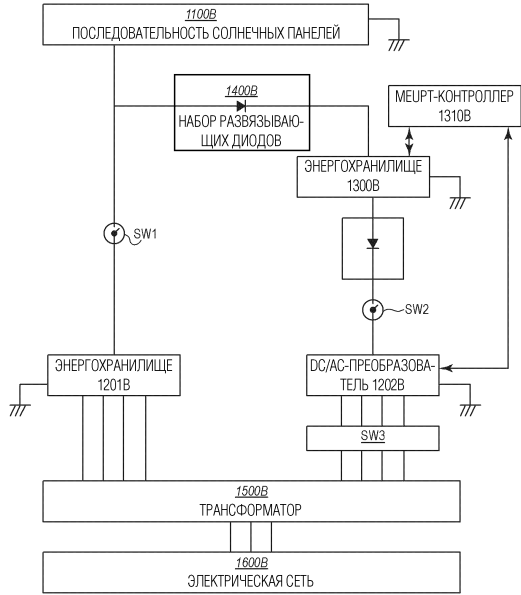 1100B
ПОСЛЕДОВАТЕЛЬНОСТЬ СОЛНЕЧНЫХ ПАНЕЛЕЙ
1400B
НАБОР РАЗВЯЗЫВАЮ-
ЩИХ ДИОДОВ
MEUPT-КОНТРОЛЛЕР
1310B
ЭНЕРГОХРАНИЛИЩЕ
1300B
SW1
SW2
ЭНЕРГОХРАНИЛИЩЕ
1201B
DC/AC-ПРЕОБРАЗОВА-
ТЕЛЬ 1202B
SW3
1500B
ТРАНСФОРМАТОР
1600B
ЭЛЕКТРИЧЕСКАЯ СЕТЬ